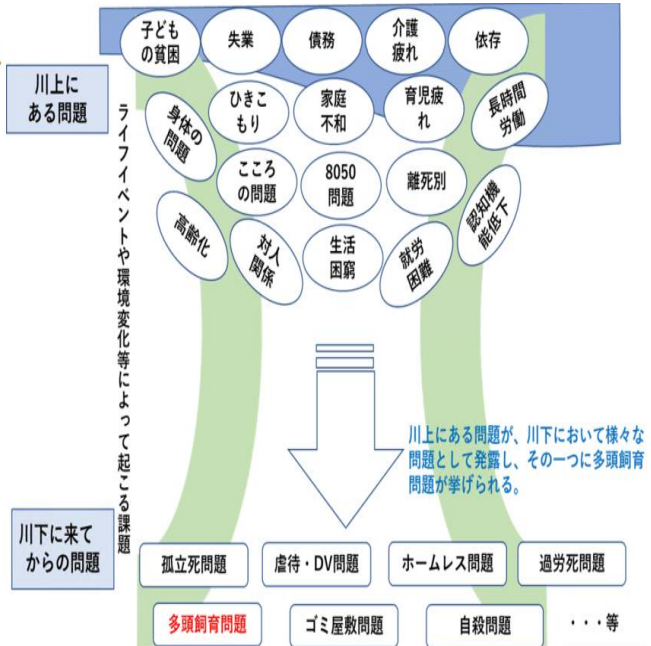 子ども
の貧困
失業
債務
介護
疲れ
依存
川上に
ある問題
身体の
問題
ひきこ
もり
家庭
不和
育児疲
れ
長時間
労働
こころ
の問題
8050
問題
離死別
認知機
能低下
高齢化
対人
関係
生活
困窮
就労
困難
ライフイベントや環境変化等によって起こる課題
川上にある問題が、川下において様々な
問題として発露し、その一つに多頭飼育
問題が挙げられる。
川下に来て
からの問題
孤立死問題
虐待・DV問題
ホームレス問題
過労死問題
多頭飼育問題
ゴミ屋敷問題
自殺問題
・・・等